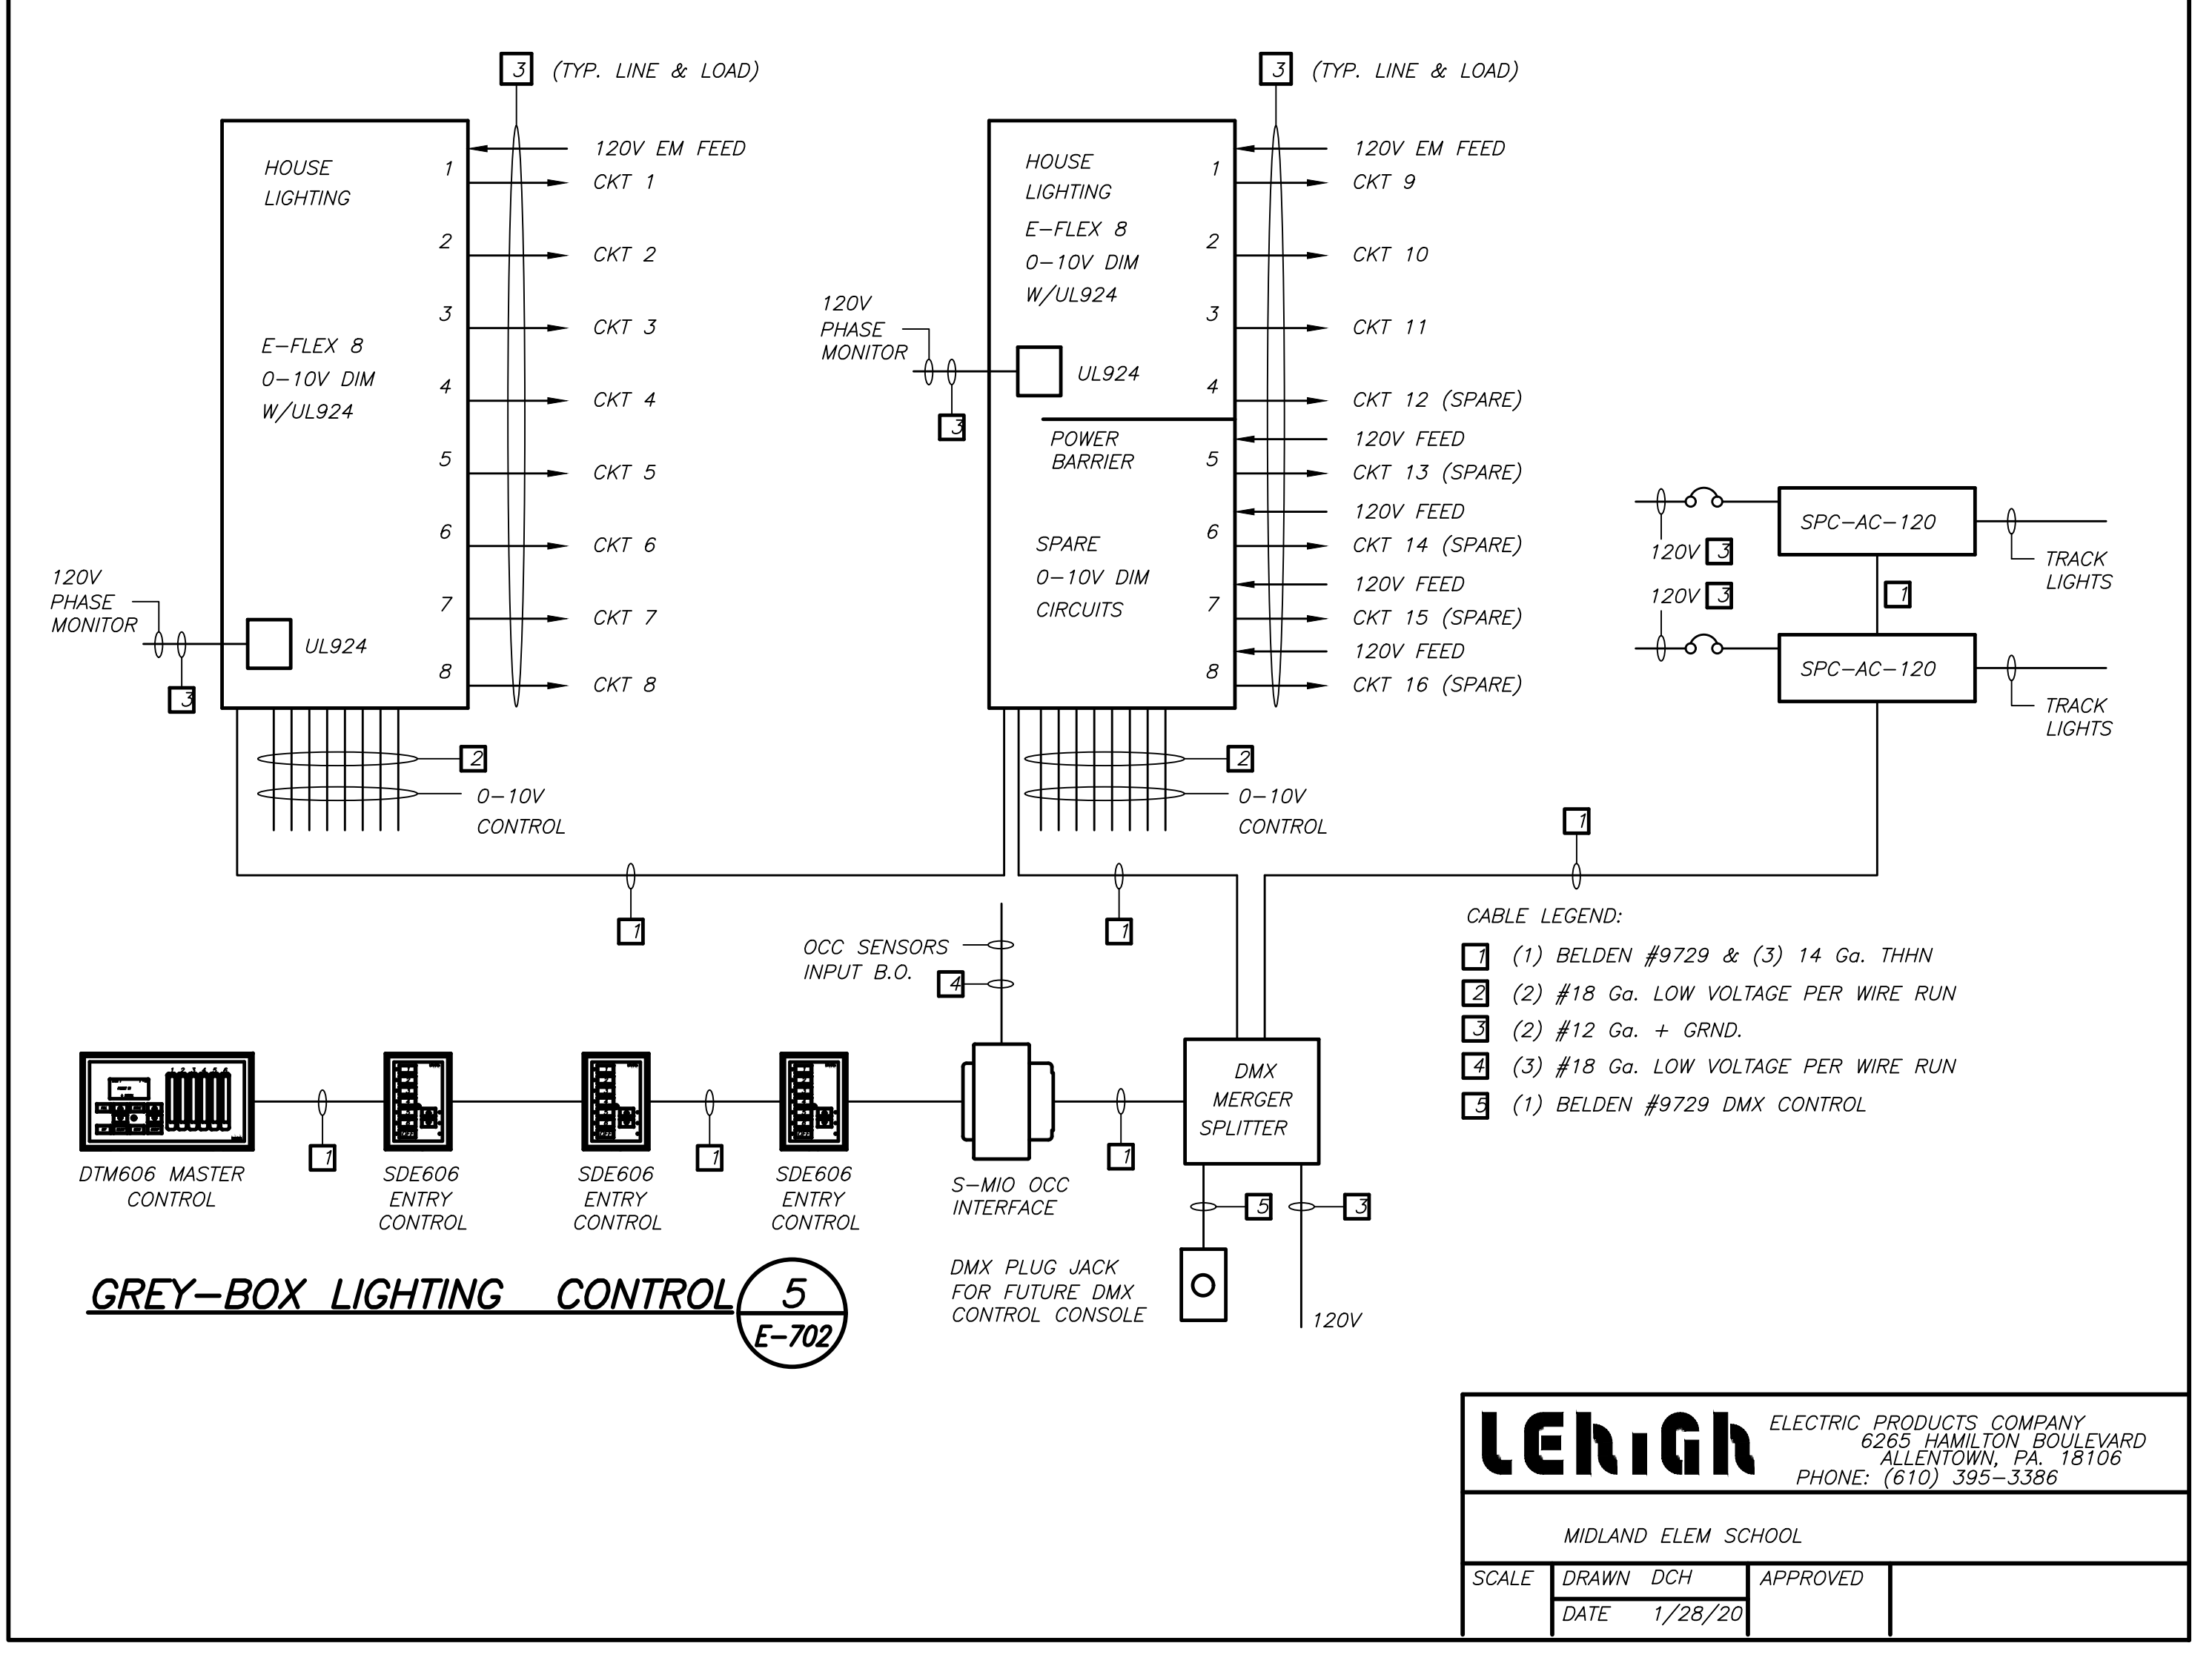 3 (TYP. LINE & LOAD)
HOUSE
LIGHTING
E-FLEX 8
0-10V DIM
W/UL924
UL924
1
2
3
4
5
6
7
8
120V EM FEED
CKT 1
CKT 2
CKT 3
CKT 4
CKT 5
CKT 6
CKT 7
CKT 8
120V
PHASE
MONITOR
3
2
0-10V
CONTROL
3 (TYP. LINE & LOAD)
HOUSE
LIGHTING
E-FLEX 8
0-10V DIM
W/UL924
UL924
POWER
BARRIER
SPARE
0-10V DIM
CIRCUITS
1
2
3
4
5
6
7
8
120V EM FEED
CKT 9
CKT 10
CKT 11
CKT 12 (SPARE)
120V FEED
CKT 13 (SPARE)
120V FEED
CKT 14 (SPARE)
120V FEED
CKT 15 (SPARE)
120V FEED
CKT 16 (SPARE)
120V
PHASE
MONITOR
3
2
0-10V
CONTROL
SPC-AC-120
120V 3
TRACK
LIGHTS
1
120V 3
SPC-AC-120
TRACK
LIGHTS
1
1
1
OCC SENSORS
INPUT B.O.
4
CABLE LEGEND:
1 (1) BELDEN #9729 & (3) 14 Ga. THHN
2 (2) #18 Ga. LOW VOLTAGE PER WIRE RUN
3 (2) #12 Ga. + GRND.
4 (3) #18 Ga. LOW VOLTAGE PER WIRE RUN
5 (1) BELDEN #9729 DMX CONTROL
DTM606 MASTER
CONTROL
1
SDE606
ENTRY
CONTROL
SDE606
ENTRY
CONTROL
1
SDE606
ENTRY
CONTROL
S-MIO OCC
INTERFACE
1
DMX
MERGER
SPLITTER
5
3
DMX PLUG JACK
FOR FUTURE DMX
CONTROL CONSOLE
120V
GREY-BOX LIGHTING CONTROL
5
E-702
LEHIGH
ELECTRIC PRODUCTS COMPANY
6265 HAMILTON BOULEVARD
ALLENTOWN, PA. 18106
PHONE: (610) 395-3386
MIDLAND ELEM SCHOOL
SCALE
DRAWN DCH
DATE 1/28/20
APPROVED